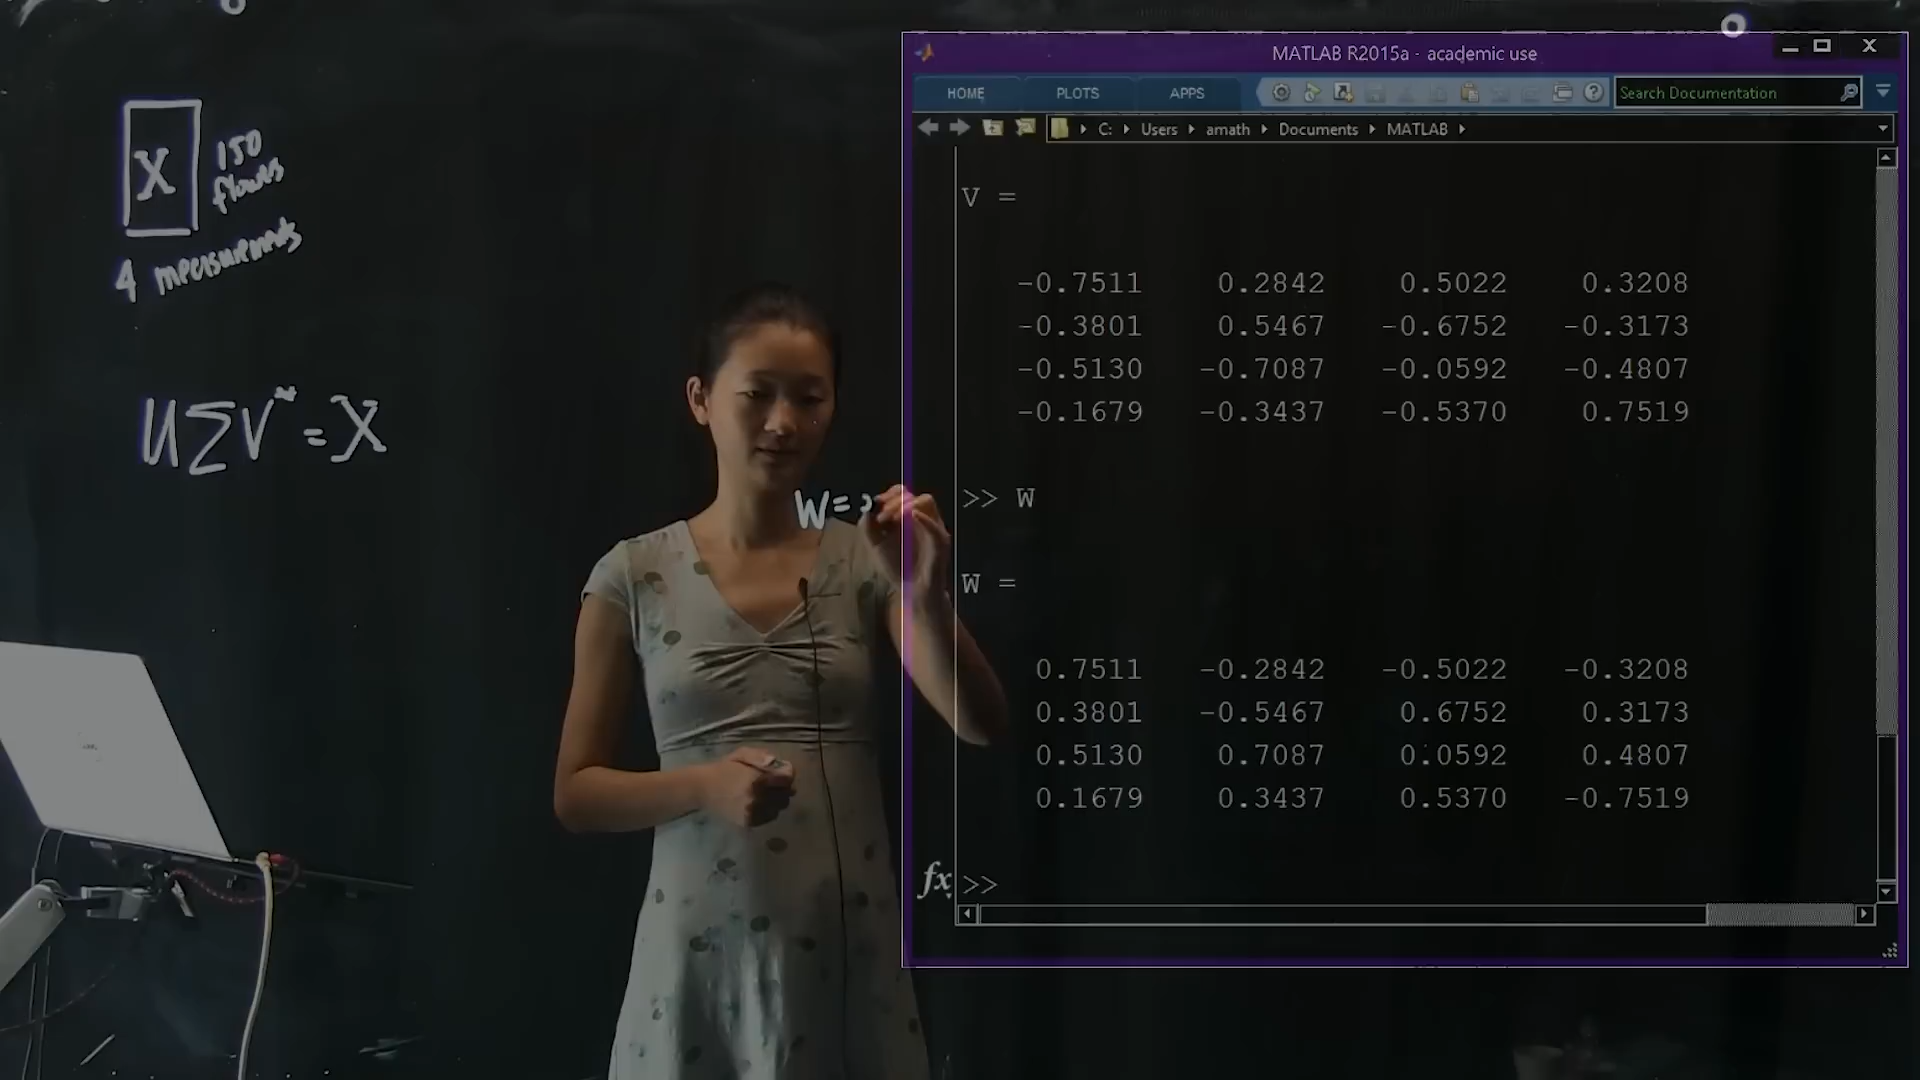 X
150
flowers
4 measurements
UΣV* = X
W=
MATLAB R2015a - academic use
HOME PLOTS APPS
Search Documentation
C: Users amath Documents MATLAB
V =
-0.7511 0.2842 0.5022 0.3208
-0.3801 0.5467 -0.6752 -0.3173
-0.5130 -0.7087 -0.0592 -0.4807
-0.1679 -0.3437 -0.5370 0.7519
>> W
W =
0.7511 -0.2842 -0.5022 -0.3208
0.3801 -0.5467 0.6752 0.3173
0.5130 0.7087 0.0592 0.4807
0.1679 0.3437 0.5370 -0.7519
fx >>